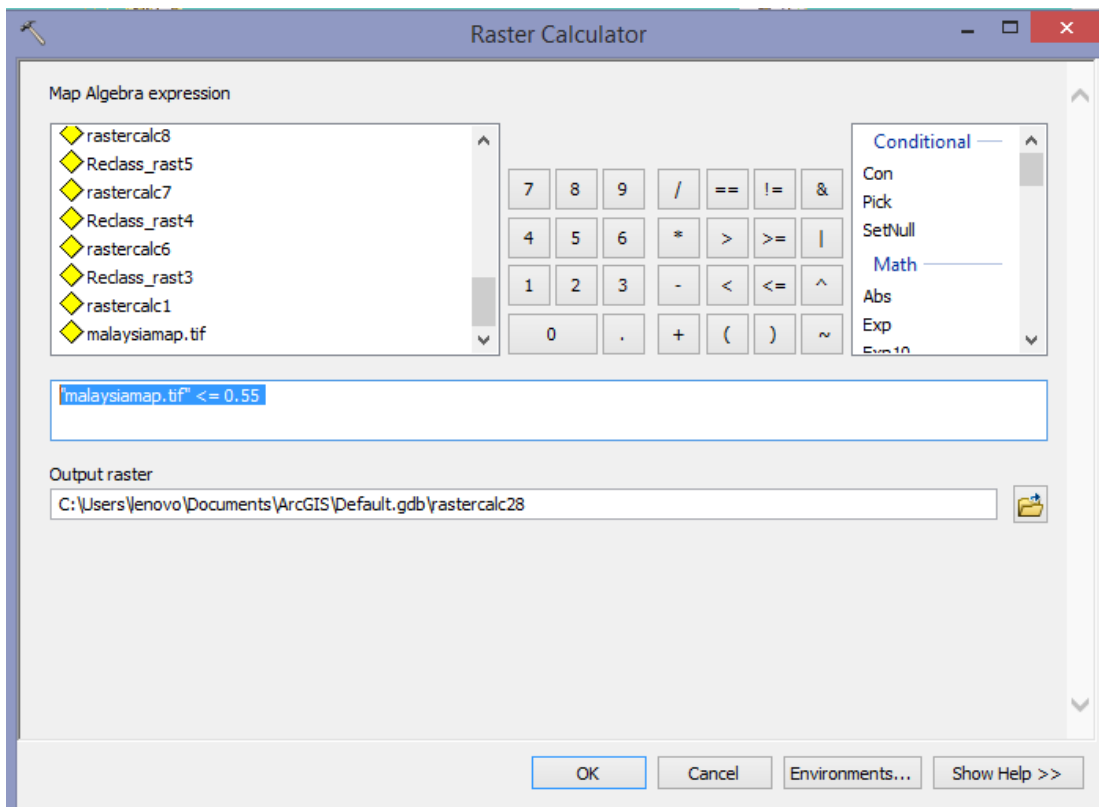 Raster Calculator
Map Algebra expression
rastercalc8
Reclass_rast5
rastercalc7
Reclass_rast4
rastercalc6
Reclass_rast3
rastercalc1
malaysiamap.tif
7 8 9 / == != &
4 5 6 * > >= |
1 2 3 - < <= ^
0 . + ( ) ~
Conditional
Con
Pick
SetNull
Math
Abs
Exp
Exp10
"malaysiamap.tif" <= 0.55
Output raster
C:\Users\lenovo\Documents\ArcGIS\Default.gdb\rastercalc28
OK Cancel Environments... Show Help >>